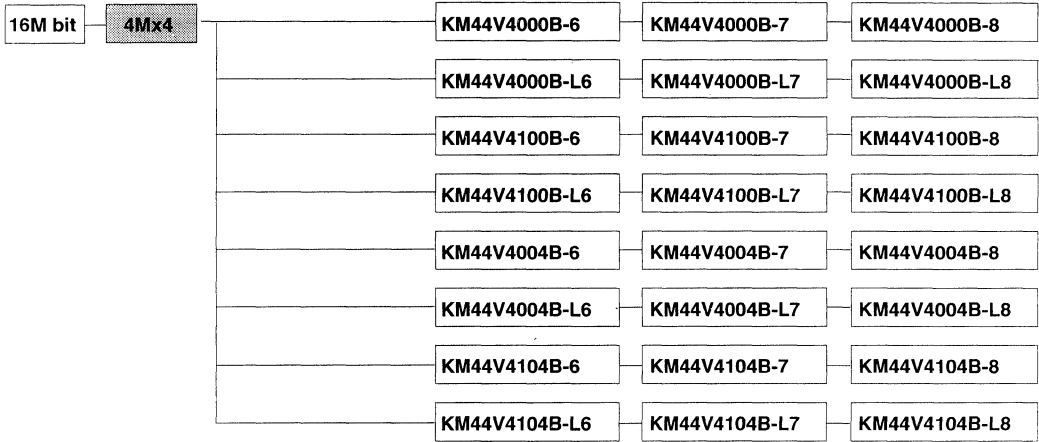 16M bit 4Mx4 KM44V4000B-6 KM44V4000B-7 KM44V4000B-8
KM44V4000B-L6 KM44V4000B-L7 KM44V4000B-L8
KM44V4100B-6 KM44V4100B-7 KM44V4100B-8
KM44V4100B-L6 KM44V4100B-L7 KM44V4100B-L8
KM44V4004B-6 KM44V4004B-7 KM44V4004B-8
KM44V4004B-L6 KM44V4004B-L7 KM44V4004B-L8
KM44V4104B-6 KM44V4104B-7 KM44V4104B-8
KM44V4104B-L6 KM44V4104B-L7 KM44V4104B-L8